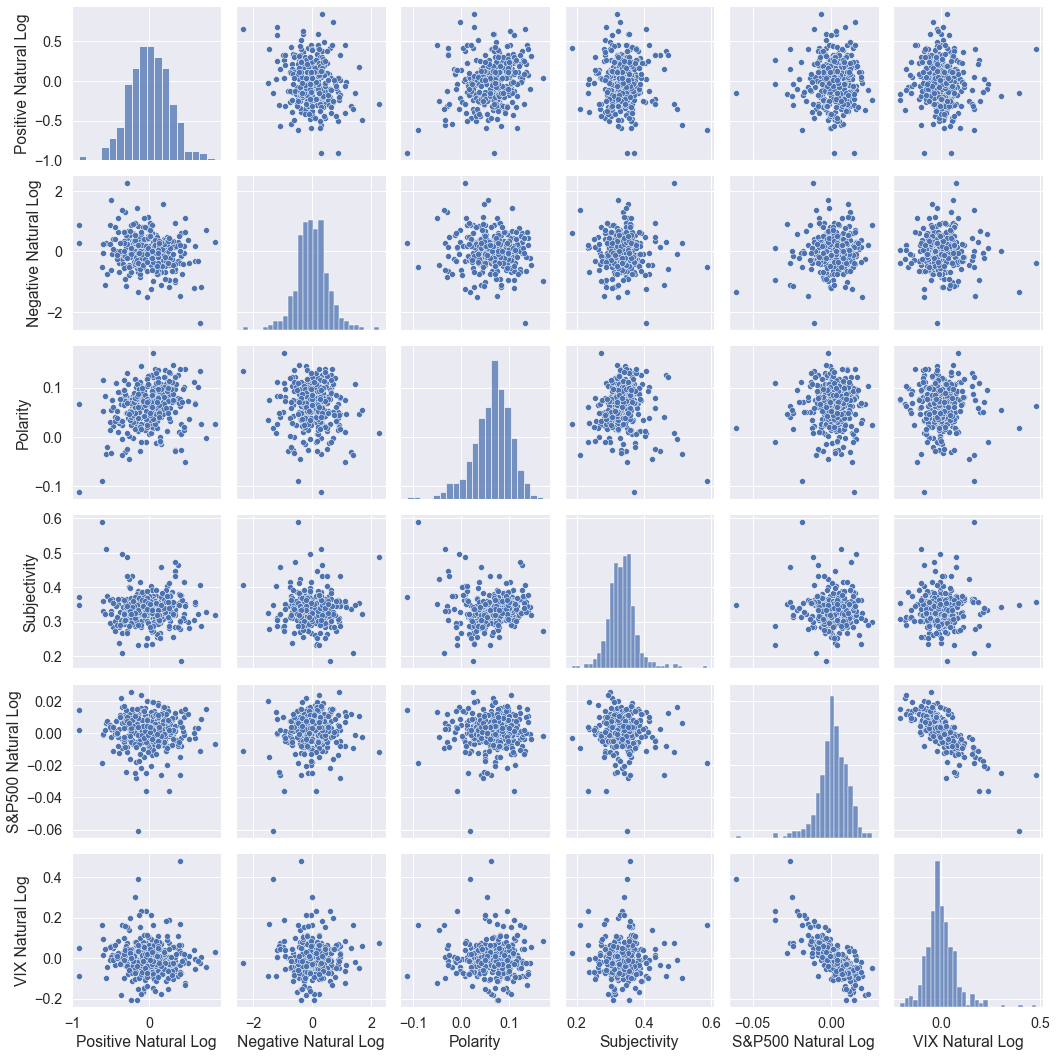 Positive Natural Log
0.5
0.0
−0.5
−1.0
Negative Natural Log
2
0
−2
Polarity
0.1
0.0
−0.1
Subjectivity
0.6
0.5
0.4
0.3
0.2
S&P500 Natural Log
0.02
0.00
−0.02
−0.04
−0.06
VIX Natural Log
0.4
0.2
0.0
−0.2
−1 0
−2 0 2
−0.1 0.0 0.1
0.2 0.4 0.6
−0.05 0.00
0.0 0.5
Positive Natural Log
Negative Natural Log
Polarity
Subjectivity
S&P500 Natural Log
VIX Natural Log